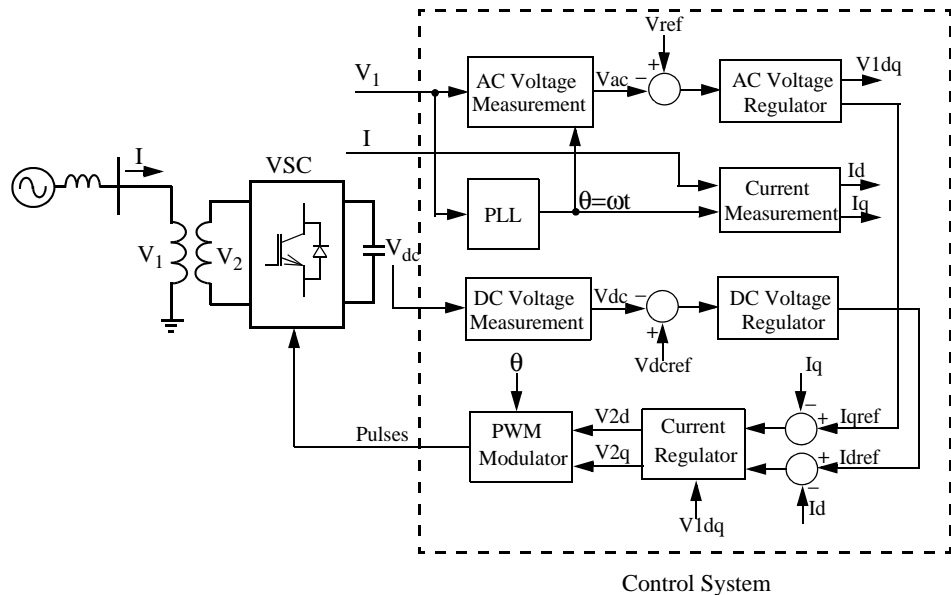 Vref
V1
AC Voltage
Measurement
Vac
−
+
AC Voltage
Regulator
V1dq
I
I
VSC
PLL
θ=ωt
Current
Measurement
Id
Iq
V1
V2
Vdc
DC Voltage
Measurement
Vdc
−
+
Vdcref
DC Voltage
Regulator
θ
Iq
−
+
Iqref
Pulses
PWM
Modulator
V2d
V2q
Current
Regulator
+
Idref
−
Id
V1dq
Control System